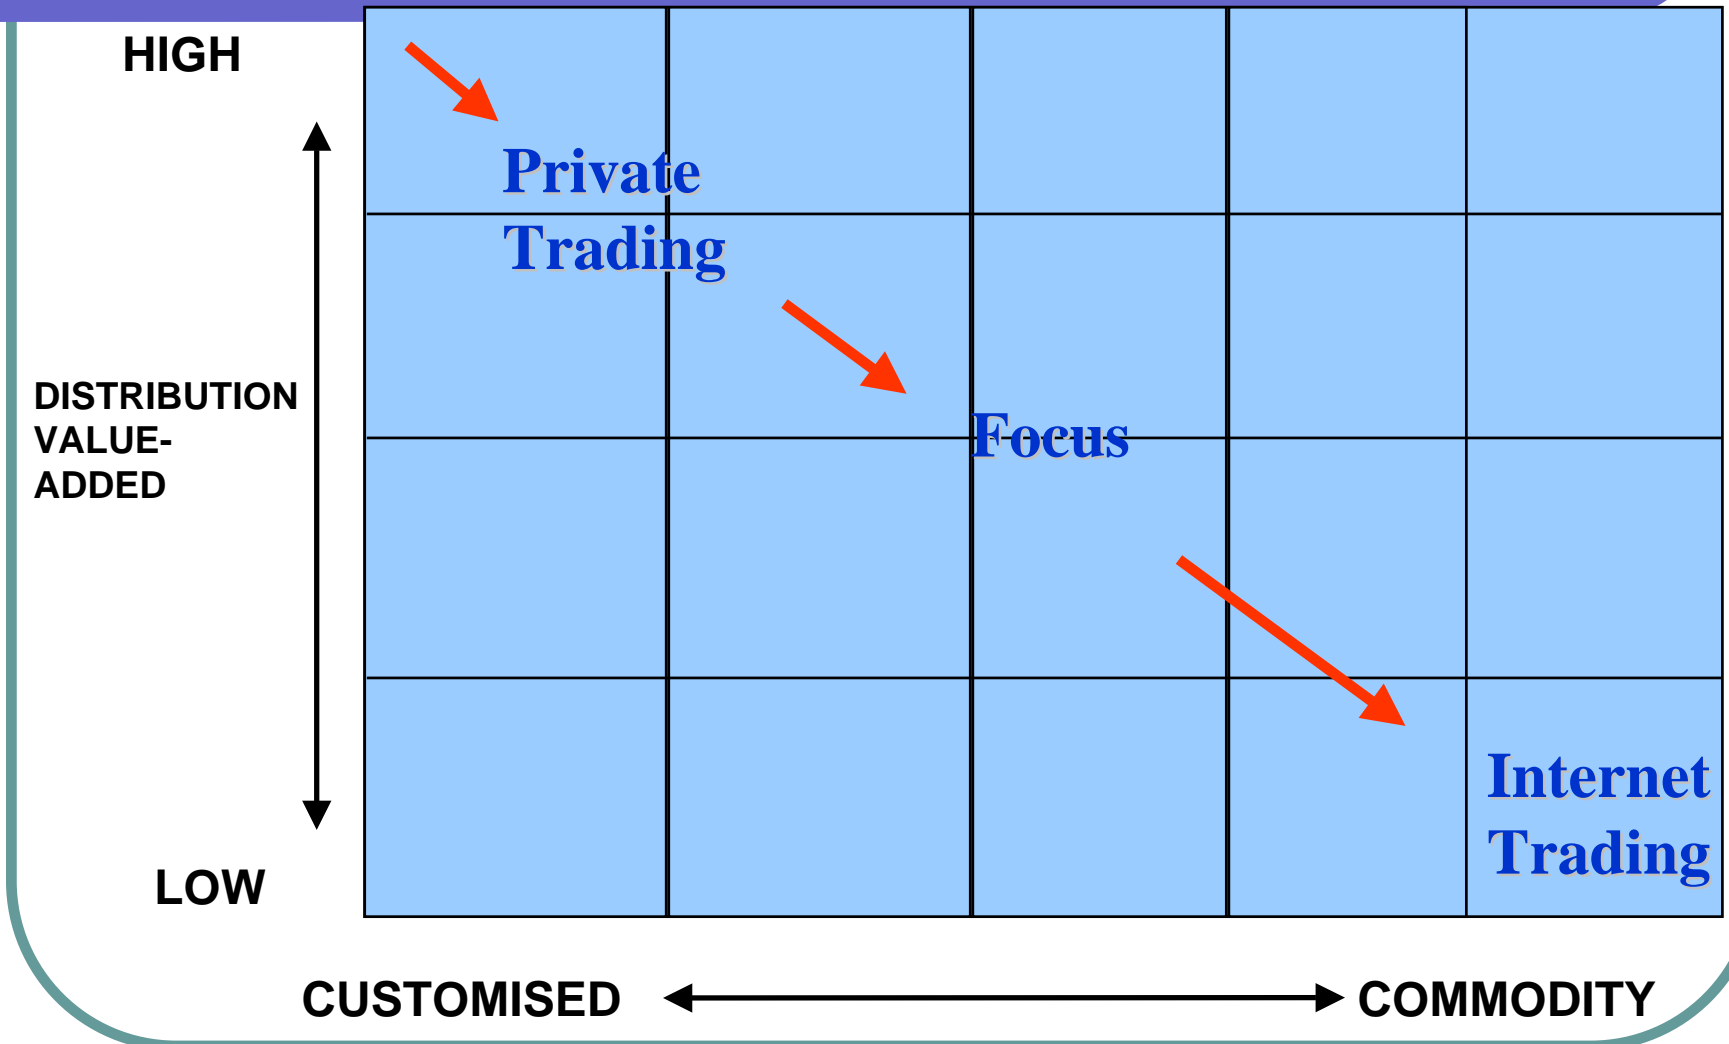 HIGH
Private
Trading
DISTRIBUTION
VALUE-
ADDED
Focus
Internet
Trading
LOW
CUSTOMISED
COMMODITY